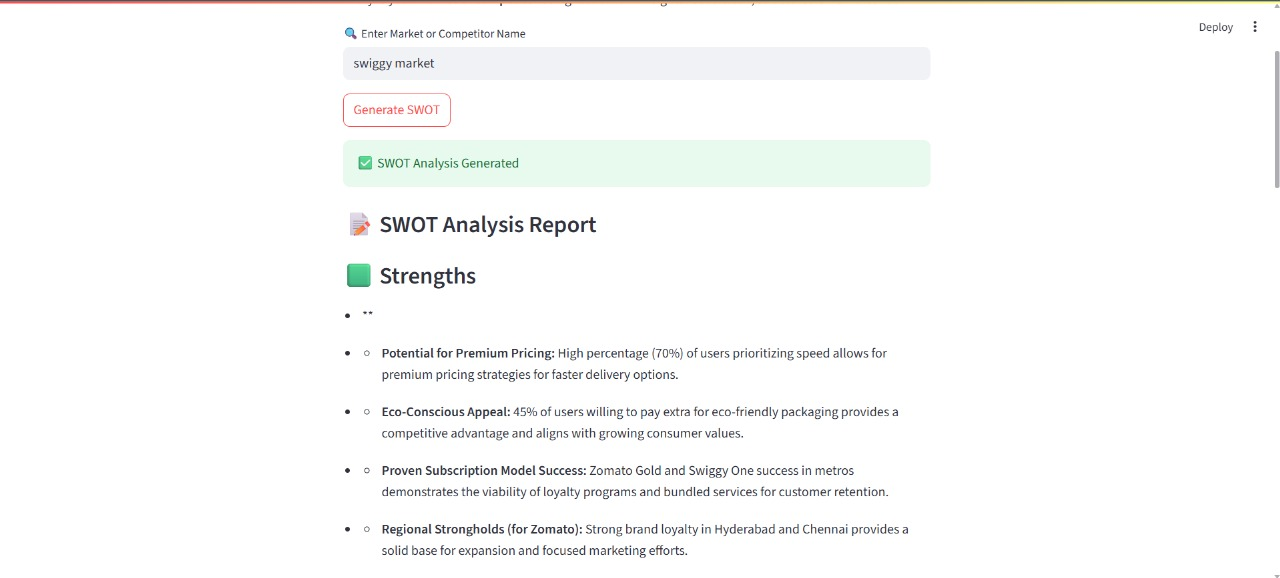 Deploy
Enter Market or Competitor Name
swiggy market
Generate SWOT
SWOT Analysis Generated
SWOT Analysis Report
Strengths
**
Potential for Premium Pricing: High percentage (70%) of users prioritizing speed allows for
premium pricing strategies for faster delivery options.
Eco-Conscious Appeal: 45% of users willing to pay extra for eco-friendly packaging provides a
competitive advantage and aligns with growing consumer values.
Proven Subscription Model Success: Zomato Gold and Swiggy One success in metros
demonstrates the viability of loyalty programs and bundled services for customer retention.
Regional Strongholds (for Zomato): Strong brand loyalty in Hyderabad and Chennai provides a
solid base for expansion and focused marketing efforts.